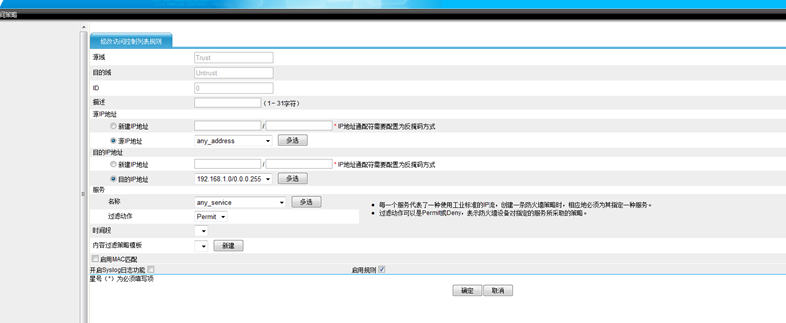 间策略
修改访问控制列表规则
源域 Trust
目的域 Untrust
ID 0
描述 (1-31字符)
源IP地址
新建IP地址 / * IP地址通配符需要配置为反掩码方式
源IP地址 any_address 多选
目的IP地址
新建IP地址 / * IP地址通配符需要配置为反掩码方式
目的IP地址 192.168.1.0/0.0.0.255 多选
服务
名称 any_service 多选
每一个服务代表了一种使用工业标准的IP流,创建一条防火墙策略时,相应地必须为其指定一种服务。
过滤动作 Permit
过滤动作可以是Permit或Deny,表示防火墙设备对指定的服务所采取的策略。
时间段
内容过滤策略模板 新建
启用MAC匹配
开启Syslog日志功能 启用规则
星号 (*) 为必须填写项
确定 取消